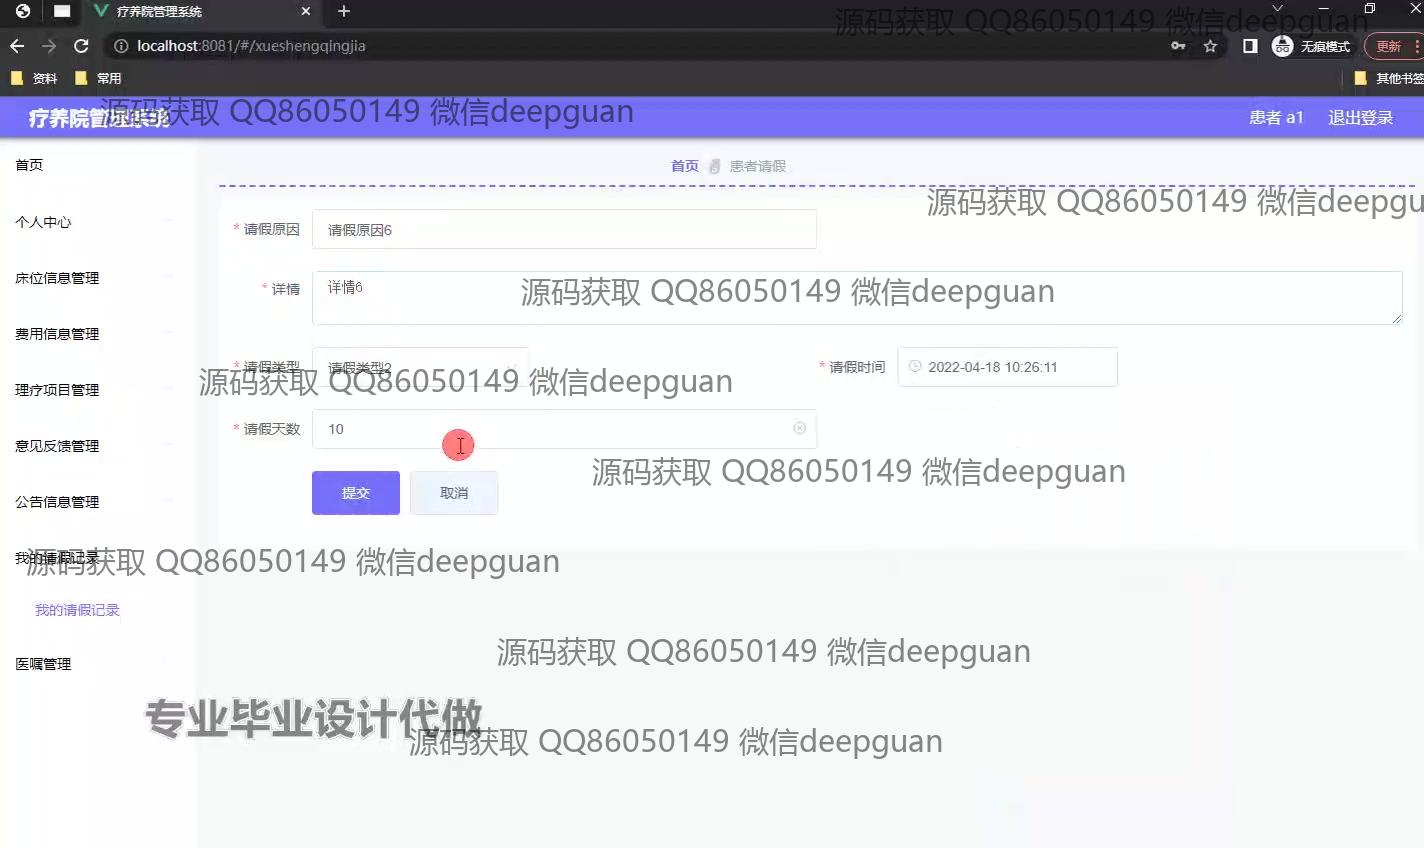 疗养院管理系统
源码获取 QQ86050149 微信deepguan
localhost:8081/#/xueshengqingjia
无痕模式
更新
资料
常用
其他书签
疗养院管理系统
源码获取 QQ86050149 微信deepguan
患者 a1
退出登录
首页
首页
患者请假
源码获取 QQ86050149 微信deepgu
个人中心
* 请假原因
请假原因6
床位信息管理
* 详情
详情6
源码获取 QQ86050149 微信deepguan
费用信息管理
* 请假类型
请假类型2
* 请假时间
2022-04-18 10:26:11
源码获取 QQ86050149 微信deepguan
理疗项目管理
* 请假天数
10
意见反馈管理
源码获取 QQ86050149 微信deepguan
提交
取消
公告信息管理
我的请假记录
源码获取 QQ86050149 微信deepguan
我的请假记录
源码获取 QQ86050149 微信deepguan
医嘱管理
专业毕业设计代做
源码获取 QQ86050149 微信deepguan